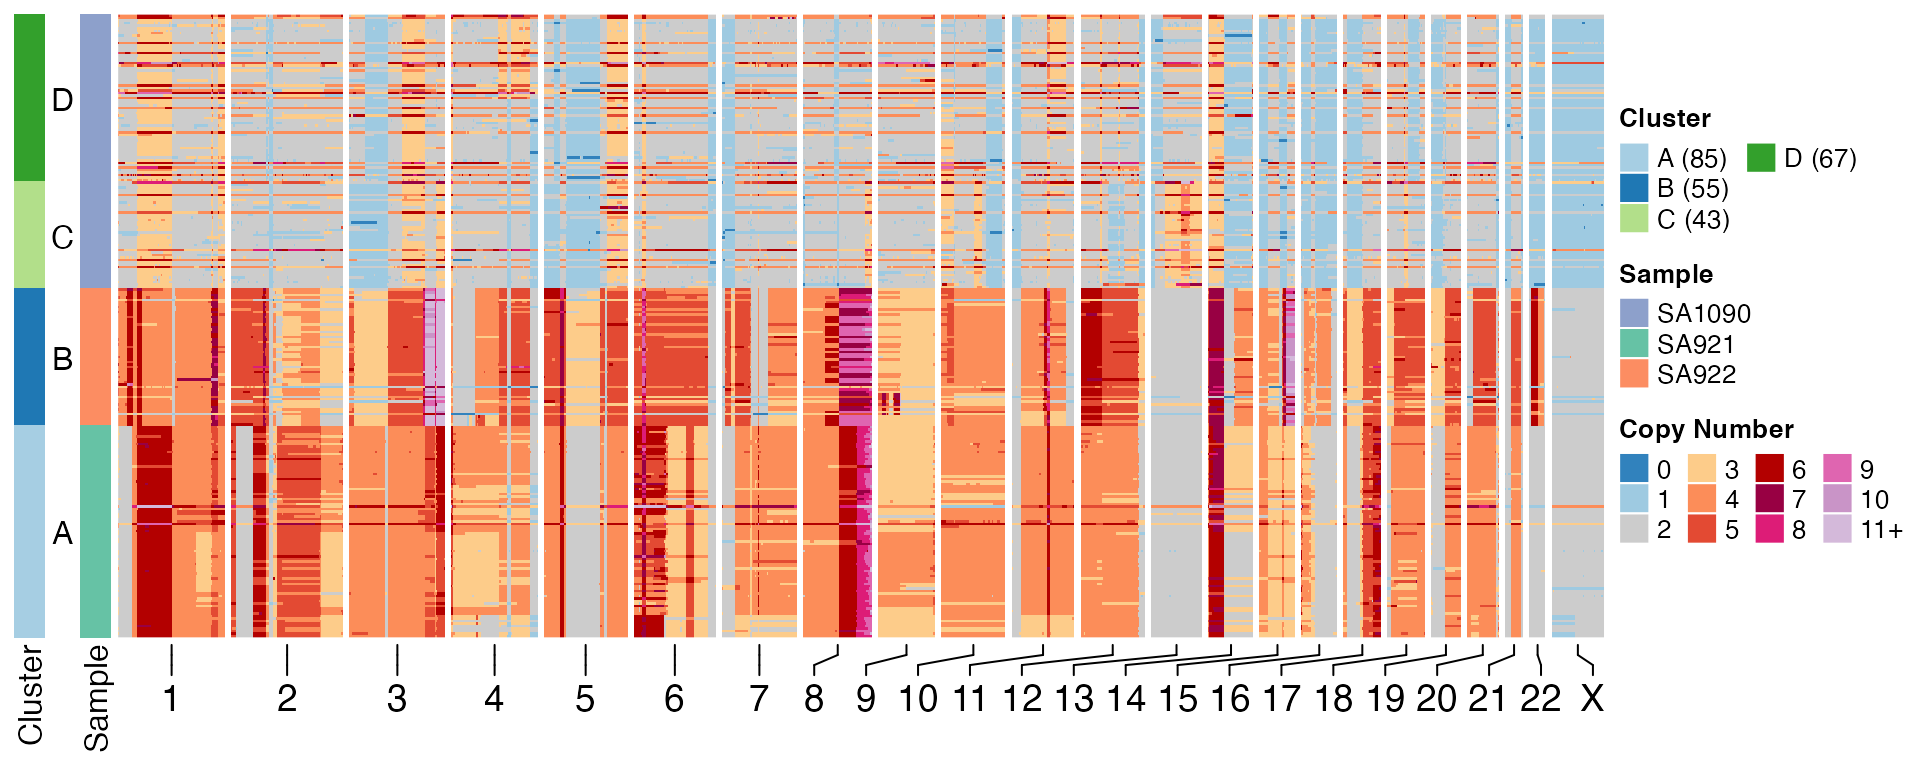 D
C
B
A
Cluster
Sample
1 2 3 4 5 6 7 8 9 10 11 12 13 14 15 16 17 18 19 20 21 22 X
Cluster
A (85) D (67)
B (55)
C (43)
Sample
SA1090
SA921
SA922
Copy Number
0 3 6 9
1 4 7 10
2 5 8 11+